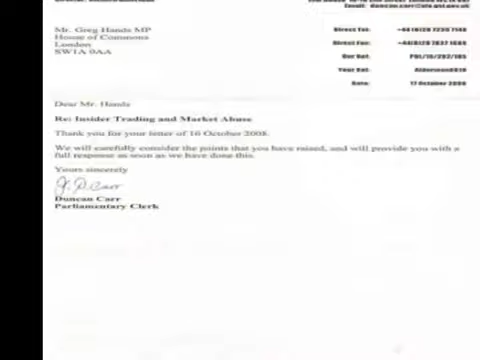 Mr. Greg Hands MP
House of Commons
London
SW1A 0AA
Direct Tel:
Direct Fax:
Our Ref:
Your Ref:
Date: 17 October 2008
Dear Mr. Hands
Re: Insider Trading and Market Abuse
Thank you for your letter of 16 October 2008.
We will carefully consider the points that you have raised, and will provide you with a
full response as soon as we have done this.
Yours sincerely
Duncan Carr
Parliamentary Clerk